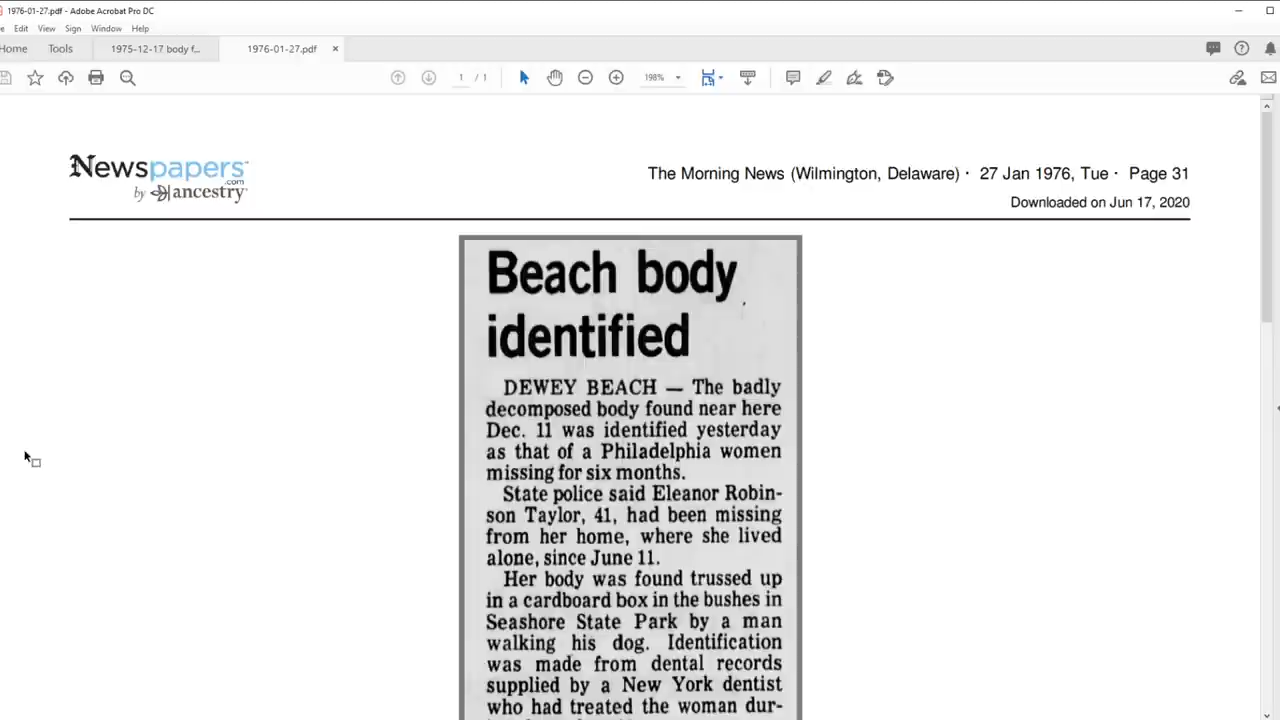 1976-01-27.pdf - Adobe Acrobat Pro DC
Edit View Sign Window Help
Home Tools 1975-12-17 body f... 1976-01-27.pdf ×
1 / 1 198%
Newspapers™
.com
by ancestry
The Morning News (Wilmington, Delaware) · 27 Jan 1976, Tue · Page 31
Downloaded on Jun 17, 2020
Beach body
identified
DEWEY BEACH — The badly
decomposed body found near here
Dec. 11 was identified yesterday
as that of a Philadelphia women
missing for six months.
State police said Eleanor Robin-
son Taylor, 41, had been missing
from her home, where she lived
alone, since June 11.
Her body was found trussed up
in a cardboard box in the bushes in
Seashore State Park by a man
walking his dog. Identification
was made from dental records
supplied by a New York dentist
who had treated the woman dur-